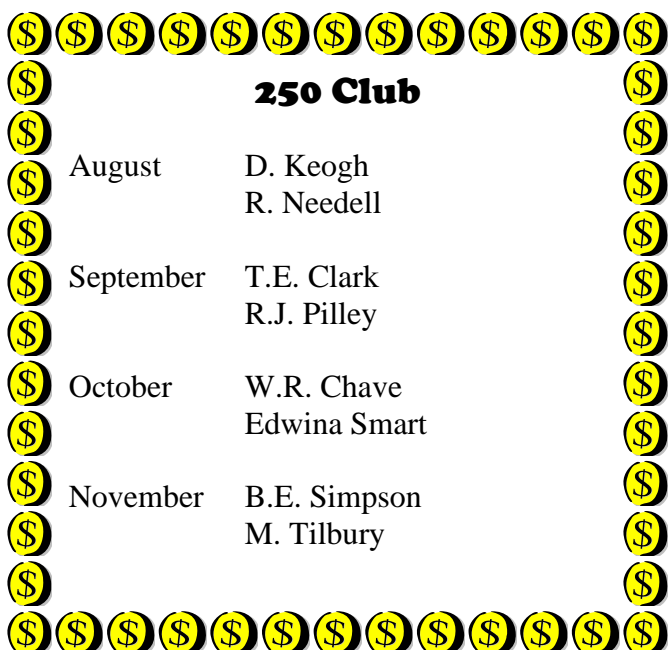 250 Club
August D. Keogh
R. Needell
September T.E. Clark
R.J. Pilley
October W.R. Chave
Edwina Smart
November B.E. Simpson
M. Tilbury